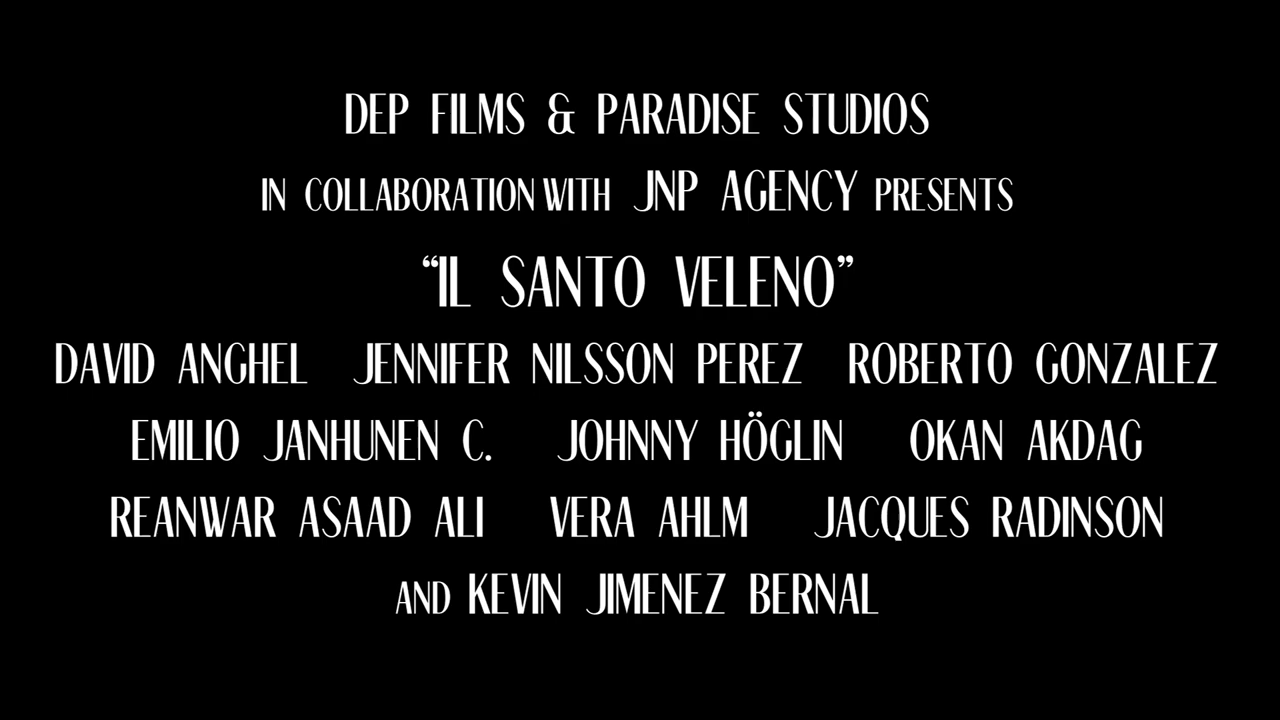 DEP FILMS & PARADISE STUDIOS
IN COLLABORATION WITH JNP AGENCY PRESENTS
“IL SANTO VELENO”
DAVID ANGHEL JENNIFER NILSSON PEREZ ROBERTO GONZALEZ
EMILIO JANHUNEN C. JOHNNY HÖGLIN OKAN AKDAG
REANWAR ASAAD ALI VERA AHLM JACQUES RADINSON
AND KEVIN JIMENEZ BERNAL